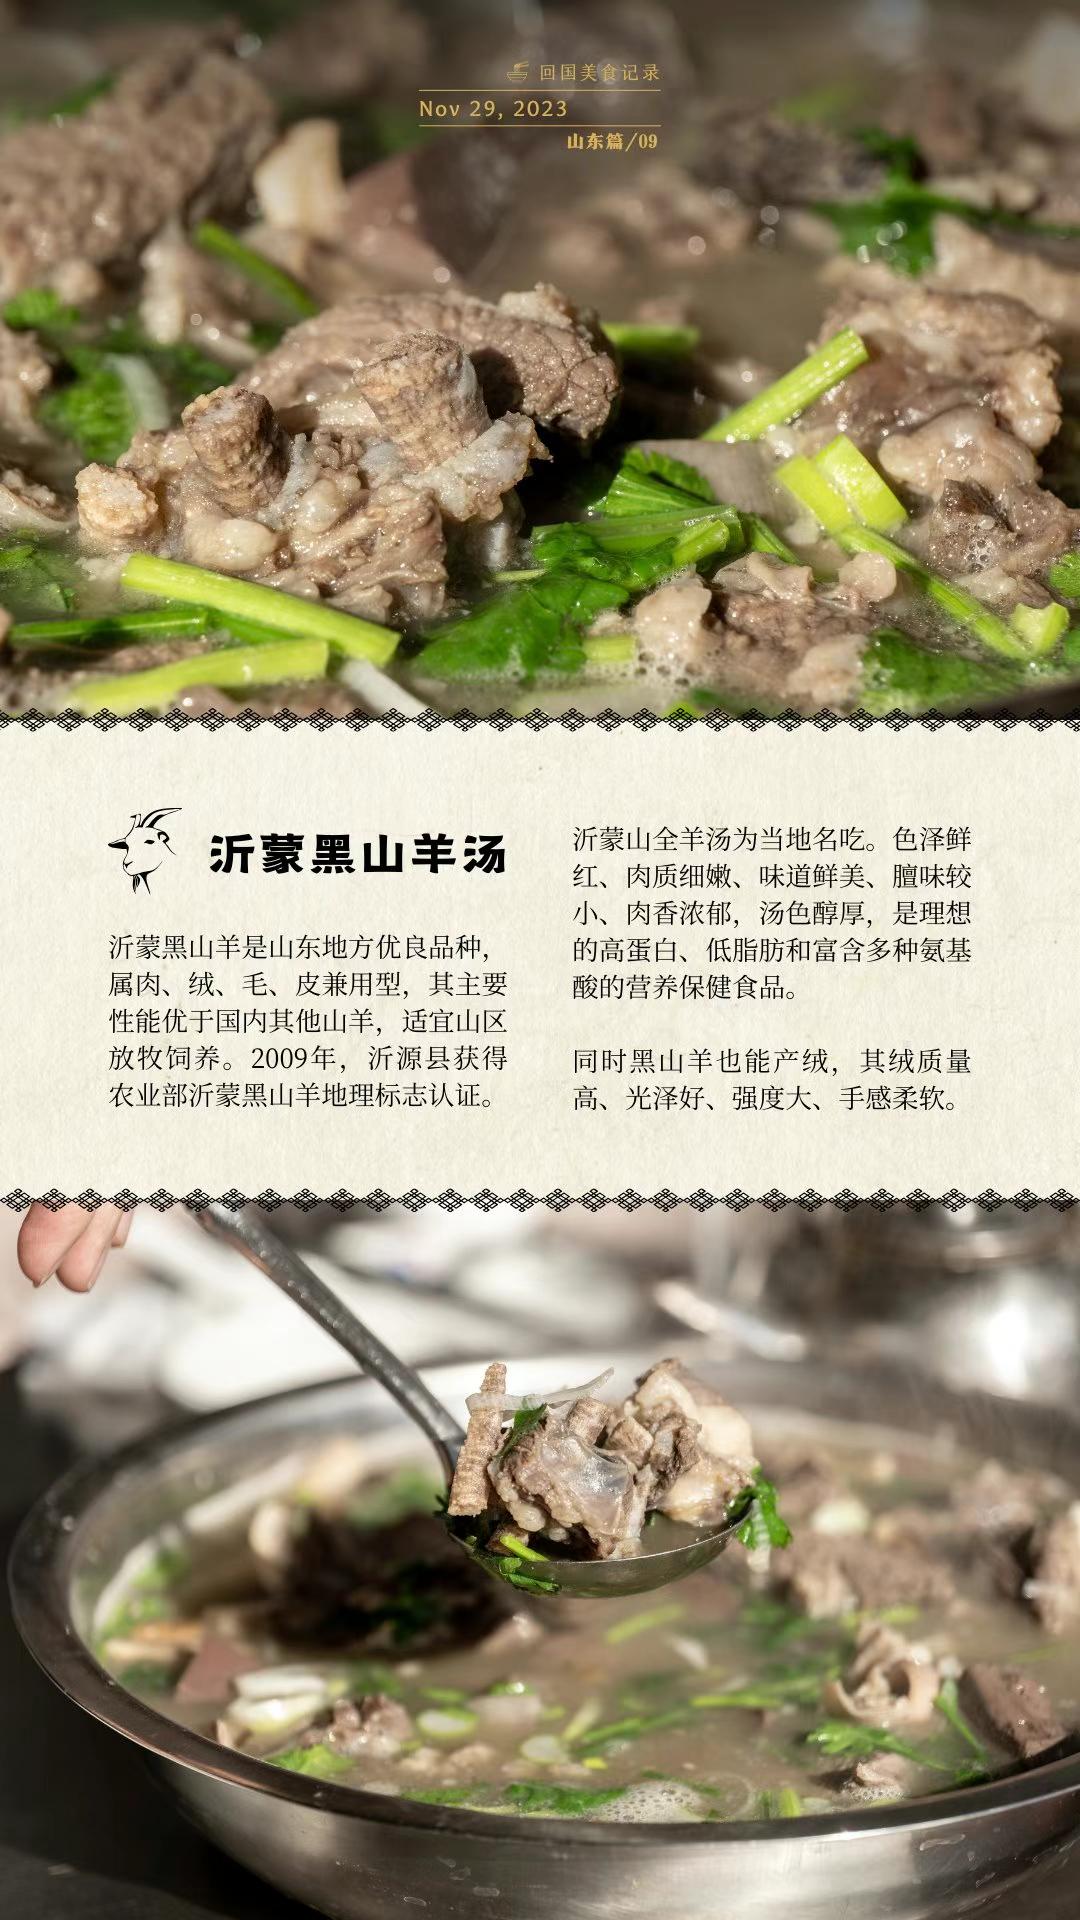 回国美食记录
Nov 29, 2023
山东篇/09
沂蒙黑山羊汤
沂蒙黑山羊是山东地方优良品种，
属肉、绒、毛、皮兼用型，其主要
性能优于国内其他山羊，适宜山区
放牧饲养。2009年，沂源县获得
农业部沂蒙黑山羊地理标志认证。
沂蒙山全羊汤为当地名吃。色泽鲜
红、肉质细嫩、味道鲜美、膻味较
小、肉香浓郁，汤色醇厚，是理想
的高蛋白、低脂肪和富含多种氨基
酸的营养保健食品。
同时黑山羊也能产绒，其绒质量
高、光泽好、强度大、手感柔软。